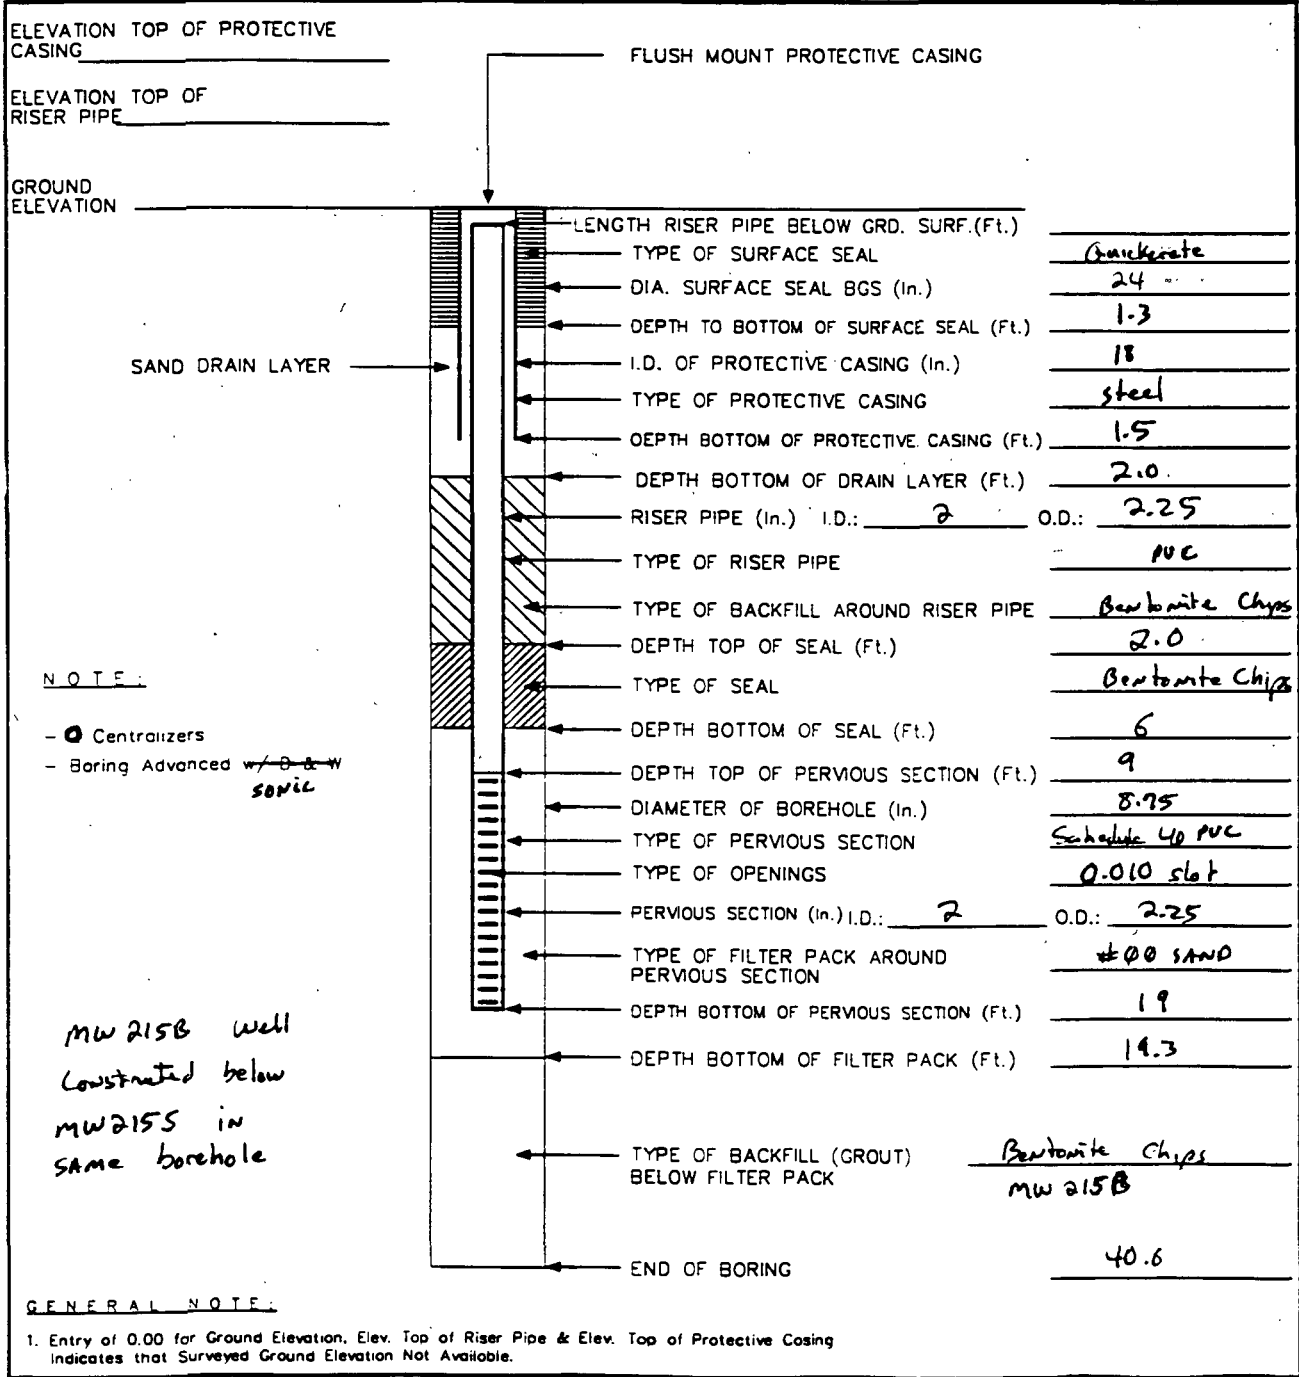 ELEVATION TOP OF PROTECTIVE
CASING
FLUSH MOUNT PROTECTIVE CASING
ELEVATION TOP OF
RISER PIPE
GROUND
ELEVATION
LENGTH RISER PIPE BELOW GRD. SURF.(Ft.)
TYPE OF SURFACE SEAL Quickcrete
DIA. SURFACE SEAL BGS (In.) 24
DEPTH TO BOTTOM OF SURFACE SEAL (Ft.) 1.3
SAND DRAIN LAYER
I.D. OF PROTECTIVE CASING (In.) 18
TYPE OF PROTECTIVE CASING steel
DEPTH BOTTOM OF PROTECTIVE CASING (Ft.) 1.5
DEPTH BOTTOM OF DRAIN LAYER (Ft.) 2.0
RISER PIPE (In.) I.D.: 2 O.D.: 2.25
TYPE OF RISER PIPE PVC
TYPE OF BACKFILL AROUND RISER PIPE Bentonite Chips
DEPTH TOP OF SEAL (Ft.) 2.0
NOTE:
TYPE OF SEAL Bentonite Chips
- 0 Centralizers
DEPTH BOTTOM OF SEAL (Ft.) 6
- Boring Advanced w/ D & W
SONIC
DEPTH TOP OF PERVIOUS SECTION (Ft.) 9
DIAMETER OF BOREHOLE (In.) 8.75
TYPE OF PERVIOUS SECTION Schedule 40 PVC
TYPE OF OPENINGS 0.010 slot
PERVIOUS SECTION (In.) I.D.: 2 O.D.: 2.25
TYPE OF FILTER PACK AROUND
PERVIOUS SECTION #00 SAND
DEPTH BOTTOM OF PERVIOUS SECTION (Ft.) 19
DEPTH BOTTOM OF FILTER PACK (Ft.) 19.3
MW 215B well
constructed below
MW215S in
SAME borehole
TYPE OF BACKFILL (GROUT)
BELOW FILTER PACK Bentonite Chips
MW 215B
END OF BORING 40.6
GENERAL NOTE:
1. Entry of 0.00 for Ground Elevation, Elev. Top of Riser Pipe & Elev. Top of Protective Casing
Indicates that Surveyed Ground Elevation Not Available.